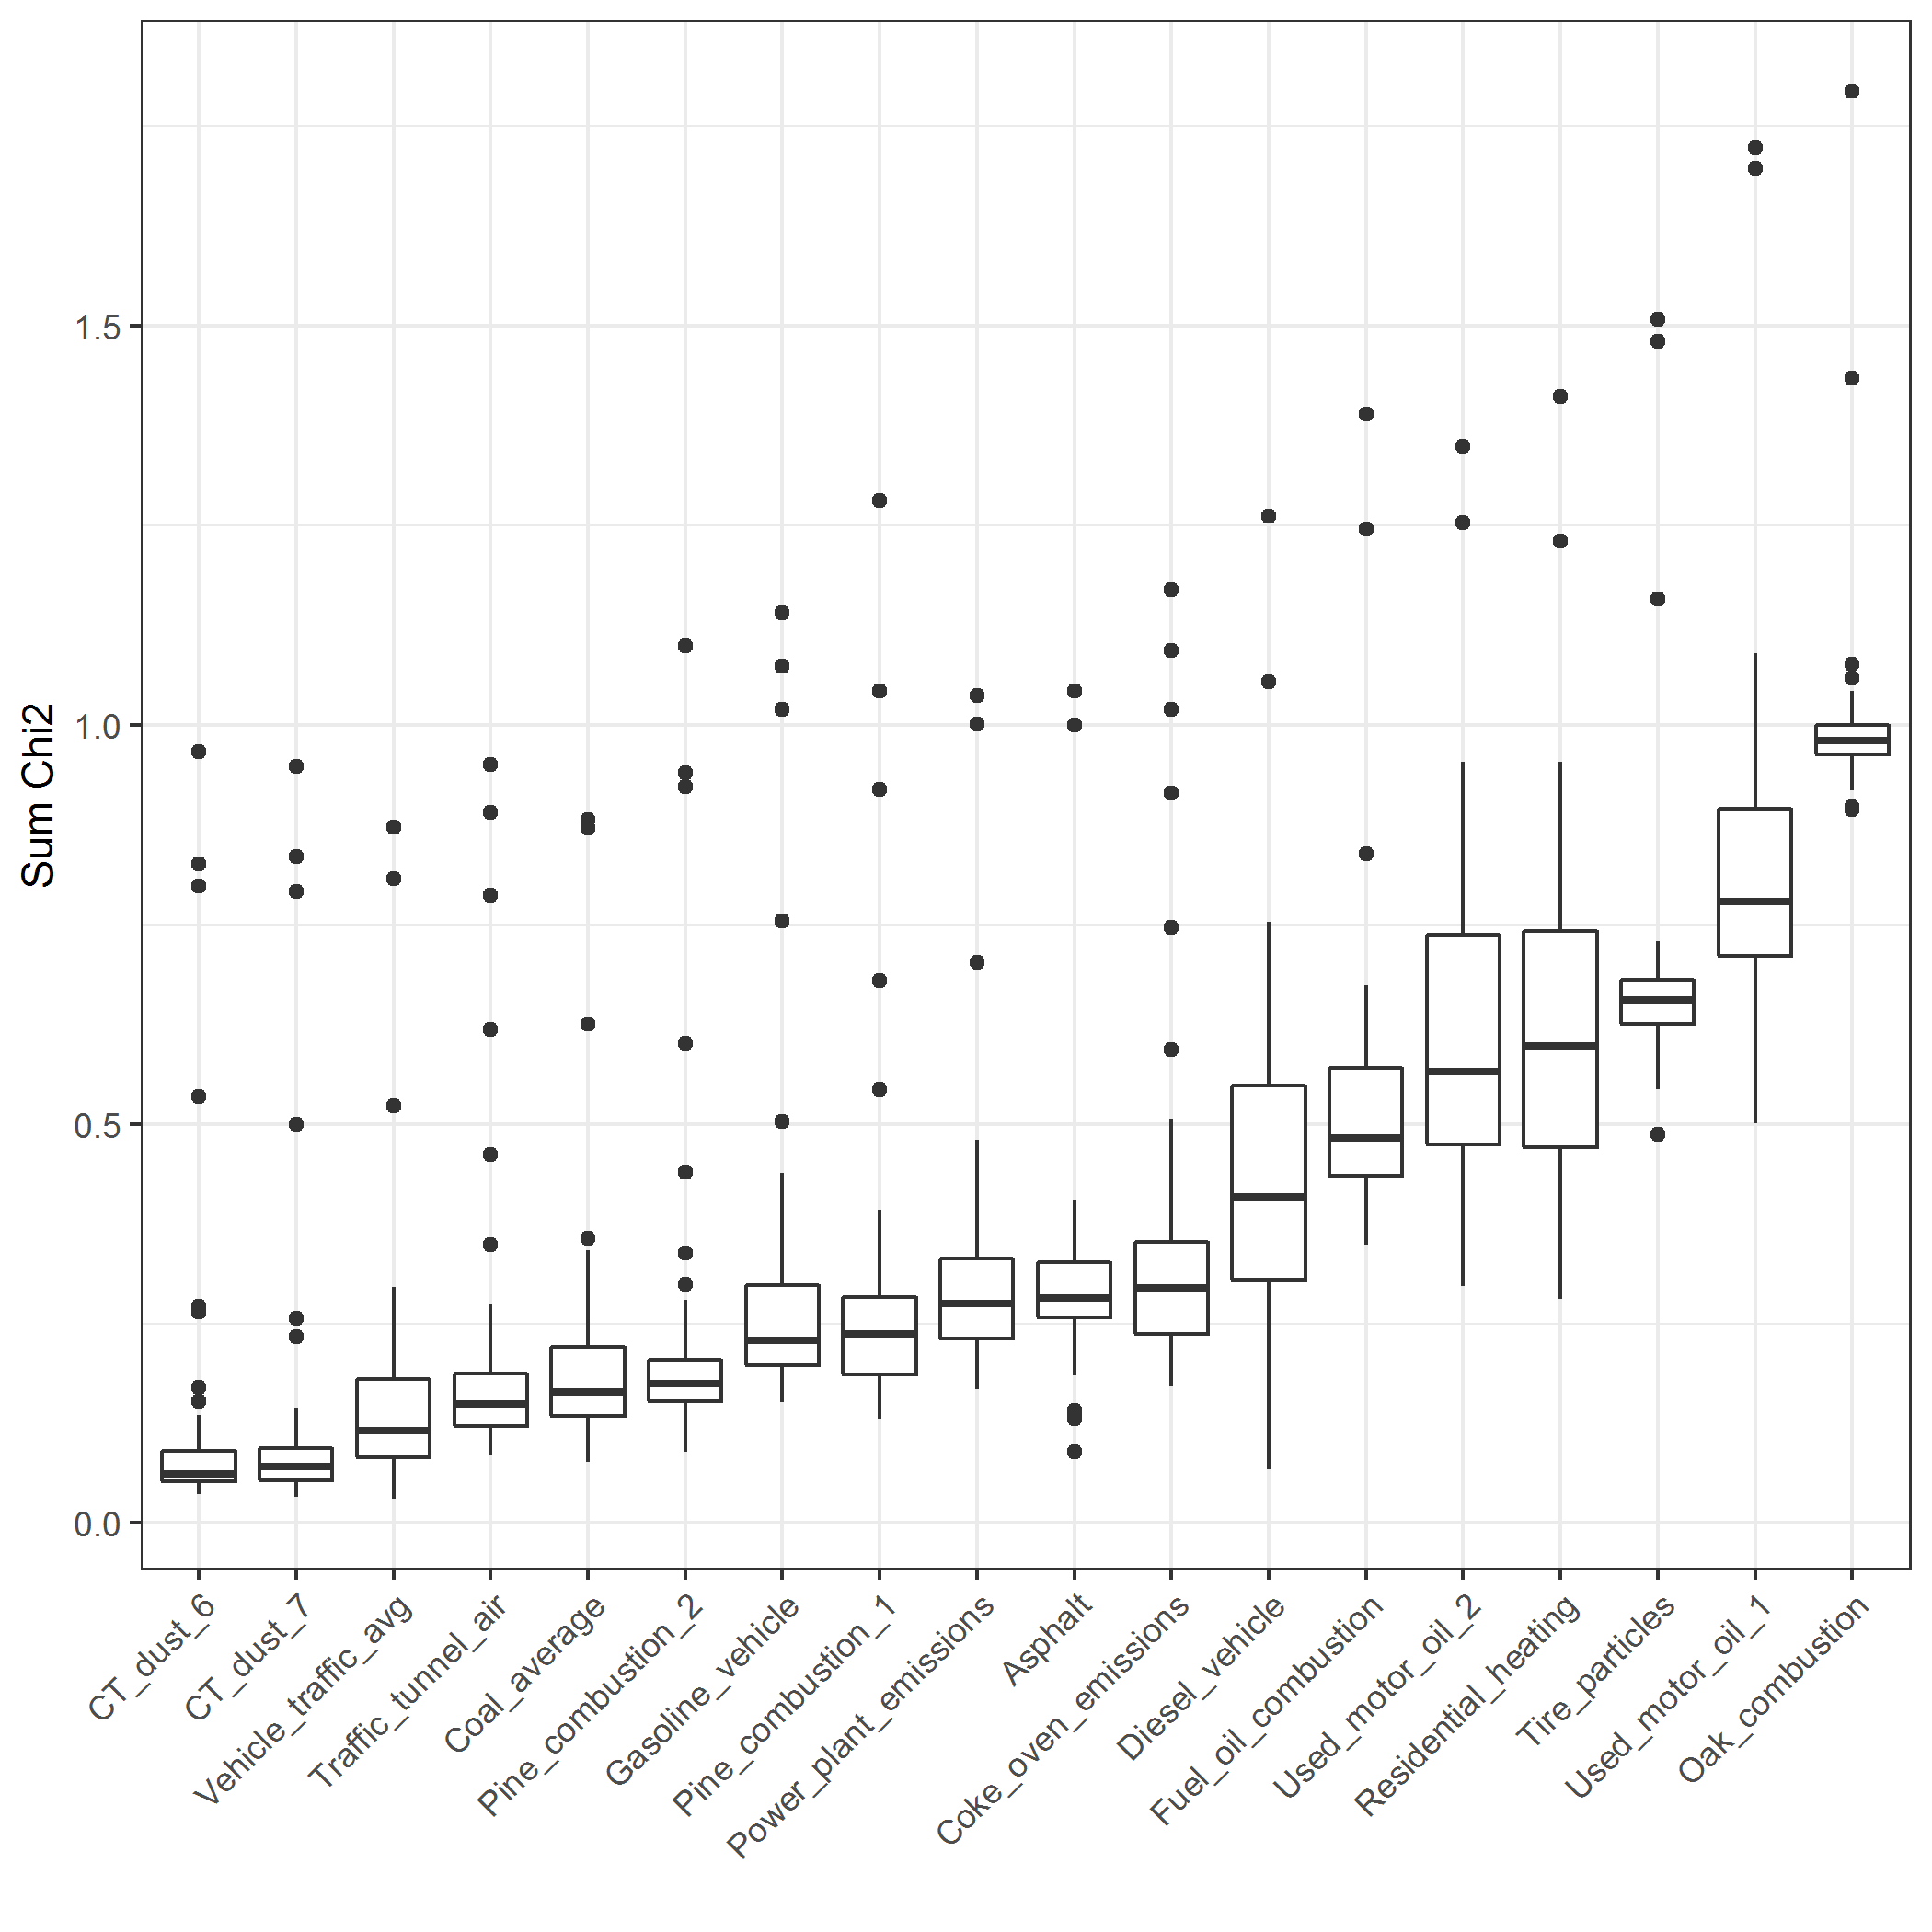 Sum Chi2
1.5
1.0
0.5
0.0
CT_dust_6
CT_dust_7
Vehicle_traffic_avg
Traffic_tunnel_air
Coal_average
Pine_combustion_2
Gasoline_vehicle
Pine_combustion_1
Power_plant_emissions
Asphalt
Coke_oven_emissions
Diesel_vehicle
Fuel_oil_combustion
Used_motor_oil_2
Residential_heating
Tire_particles
Used_motor_oil_1
Oak_combustion